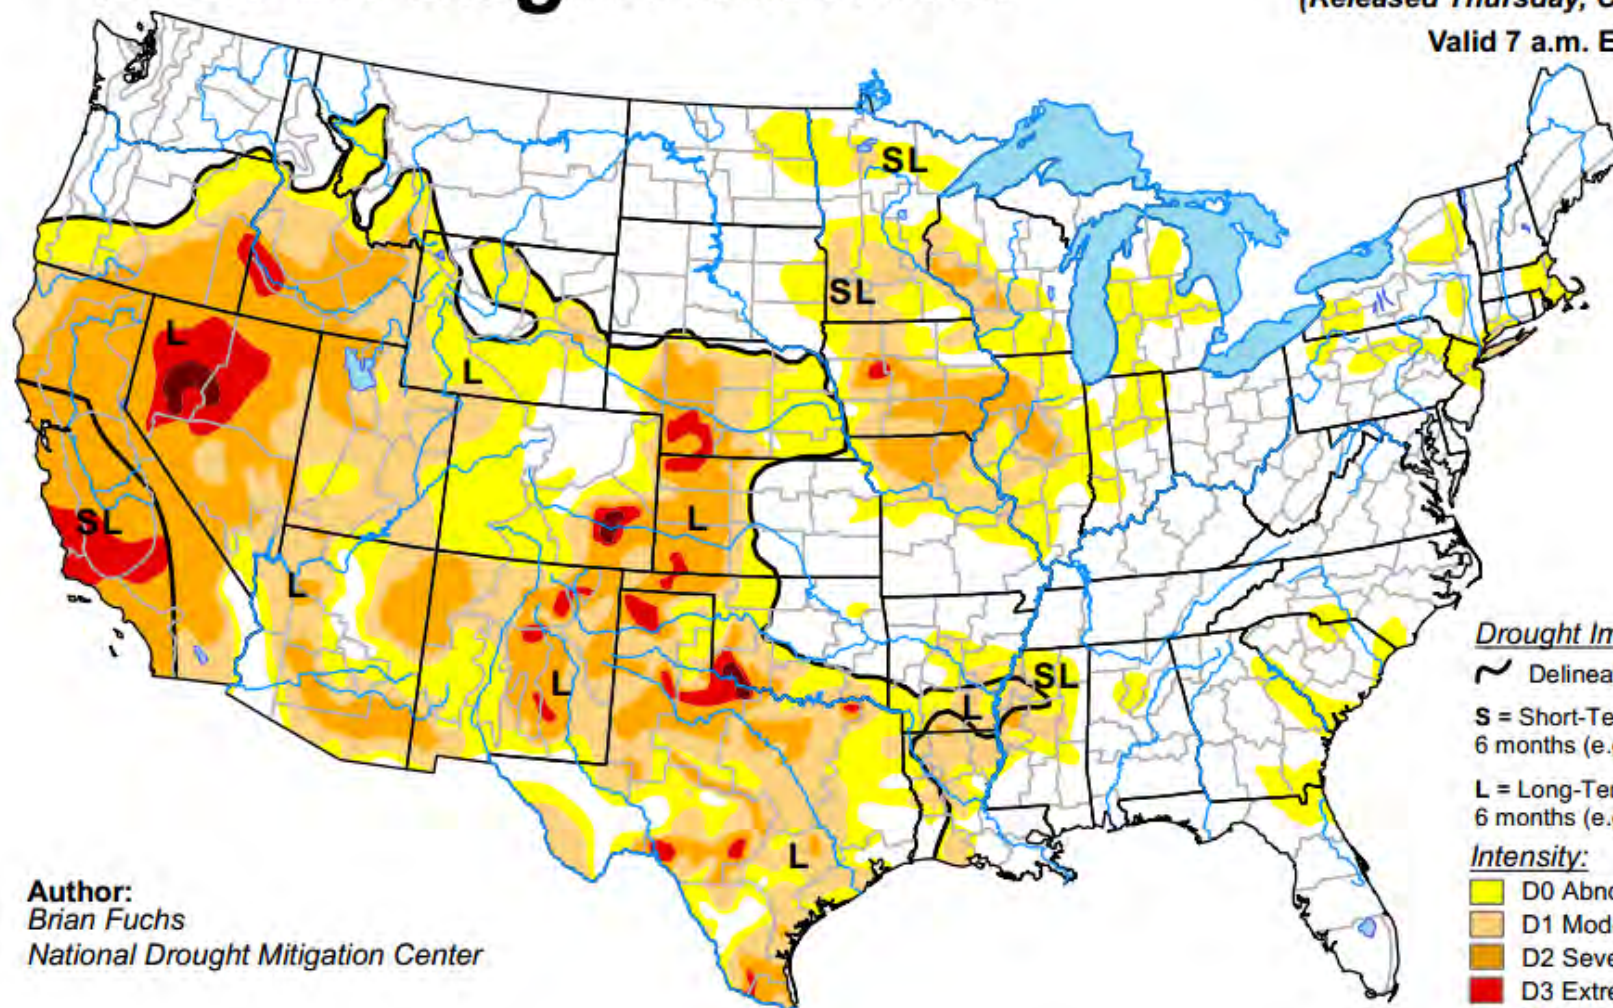 (Released Thursday,
Valid 7 a.m.
SL
SL
L
L
L
SL
L
L
SL
L
L
Author:
Brian Fuchs
National Drought Mitigation Center
Drought Im
Delinea
S = Short-Te
6 months (e.
L = Long-Ter
6 months (e.
Intensity:
D0 Abno
D1 Mod
D2 Seve
D3 Extre